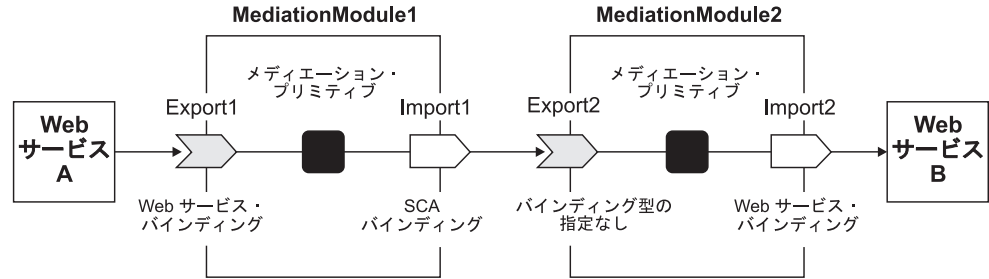 MediationModule1
MediationModule2
メディエーション・
プリミティブ
メディエーション・
プリミティブ
Export1
Import1
Export2
Import2
Web
サービス
A
Web
サービス
B
Web サービス・
バインディング
SCA
バインディング
バインディング型の
指定なし
Web サービス・
バインディング